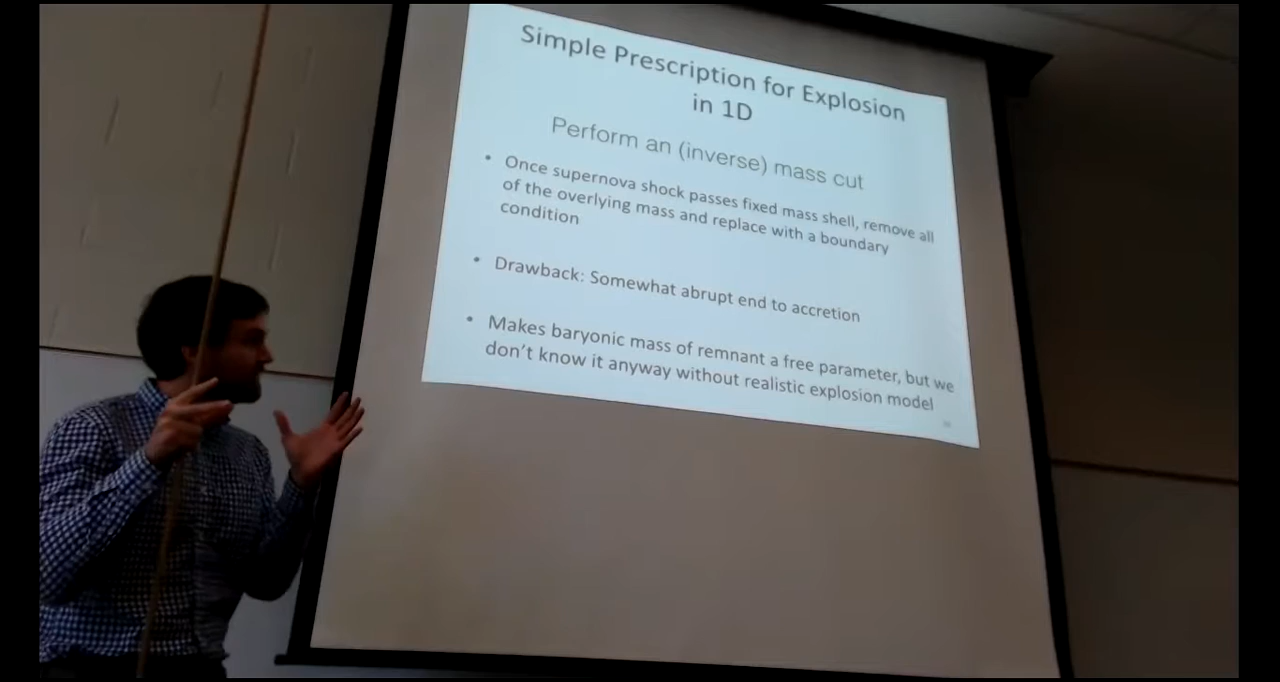 Simple Prescription for Explosion
in 1D
Perform an (inverse) mass cut
• Once supernova shock passes fixed mass shell, remove all
of the overlying mass and replace with a boundary
condition
• Drawback: Somewhat abrupt end to accretion
• Makes baryonic mass of remnant a free parameter, but we
don't know it anyway without realistic explosion model